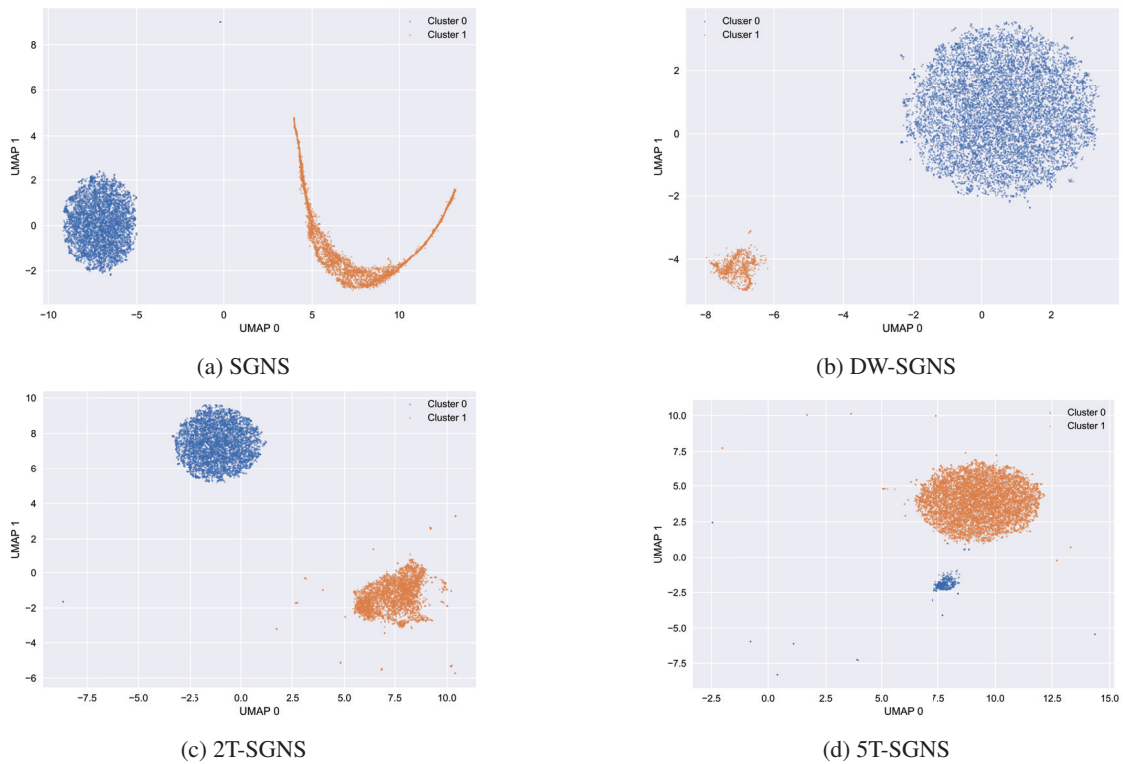 Cluster 0
Cluster 1
8
6
4
2
0
−2
−10
−5
0
5
10
UMAP 1
UMAP 0
(a) SGNS
Cluster 0
Cluster 1
2
0
−2
−4
−8
−6
−4
−2
0
2
UMAP 1
UMAP 0
(b) DW-SGNS
Cluster 0
Cluster 1
10
8
6
4
2
0
−2
−4
−6
−7.5
−5.0
−2.5
0.0
2.5
5.0
7.5
10.0
UMAP 1
UMAP 0
(c) 2T-SGNS
Cluster 0
Cluster 1
10.0
7.5
5.0
2.5
0.0
−2.5
−5.0
−7.5
−2.5
0.0
2.5
5.0
7.5
10.0
12.5
15.0
UMAP 1
UMAP 0
(d) 5T-SGNS